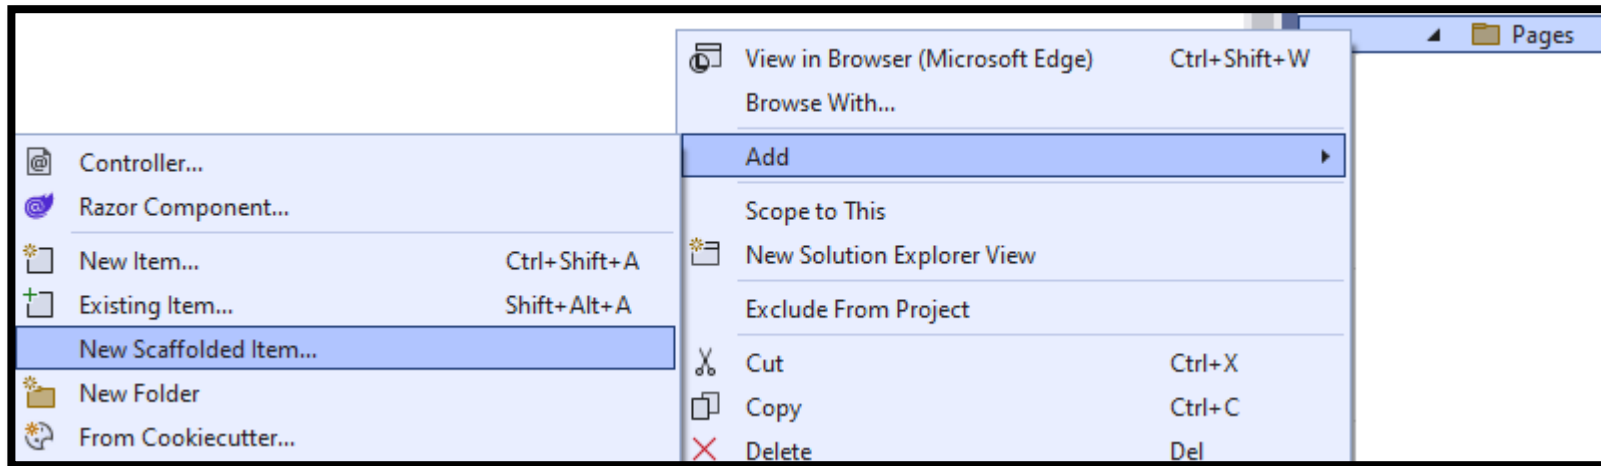 Pages
View in Browser (Microsoft Edge) Ctrl+Shift+W
Browse With...
Add
Scope to This
New Solution Explorer View
Exclude From Project
Cut Ctrl+X
Copy Ctrl+C
Delete Del
Controller...
Razor Component...
New Item... Ctrl+Shift+A
Existing Item... Shift+Alt+A
New Scaffolded Item...
New Folder
From Cookiecutter...